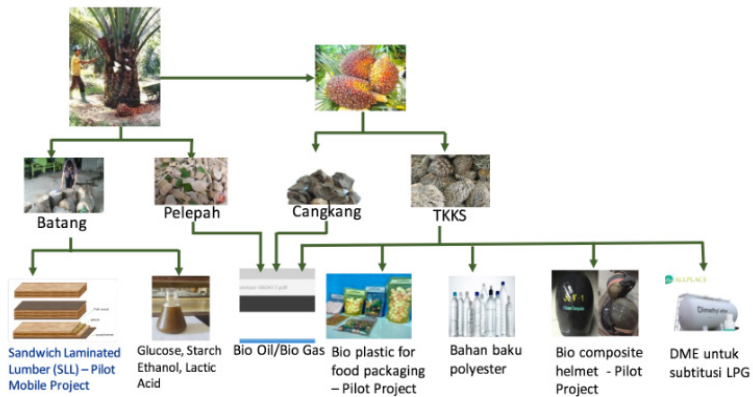 Batang
Pelepah
Cangkang
TKKS
Sandwich Laminated
Lumber (SLL) – Pilot
Mobile Project
Glucose, Starch
Ethanol, Lactic
Acid
Bio Oil/Bio Gas
Bio plastic for
food packaging
– Pilot Project
Bahan baku
polyester
Bio composite
helmet - Pilot
Project
ALLPLACE
Dimethyl
DME untuk
subtitusi LPG